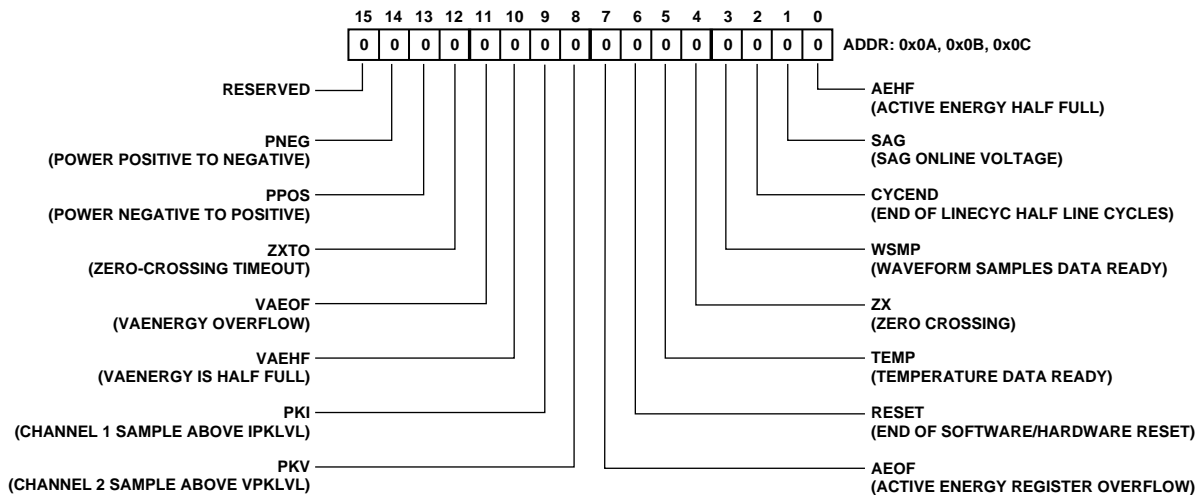 15 14 13 12 11 10 9 8 7 6 5 4 3 2 1 0
0 0 0 0 0 0 0 0 0 0 0 0 0 0 0 0 ADDR: 0x0A, 0x0B, 0x0C
RESERVED
PNEG
(POWER POSITIVE TO NEGATIVE)
PPOS
(POWER NEGATIVE TO POSITIVE)
ZXTO
(ZERO-CROSSING TIMEOUT)
VAEOF
(VAENERGY OVERFLOW)
VAEHF
(VAENERGY IS HALF FULL)
PKI
(CHANNEL 1 SAMPLE ABOVE IPKLVL)
PKV
(CHANNEL 2 SAMPLE ABOVE VPKLVL)
AEHF
(ACTIVE ENERGY HALF FULL)
SAG
(SAG ONLINE VOLTAGE)
CYCEND
(END OF LINECYC HALF LINE CYCLES)
WSMP
(WAVEFORM SAMPLES DATA READY)
ZX
(ZERO CROSSING)
TEMP
(TEMPERATURE DATA READY)
RESET
(END OF SOFTWARE/HARDWARE RESET)
AEOF
(ACTIVE ENERGY REGISTER OVERFLOW)